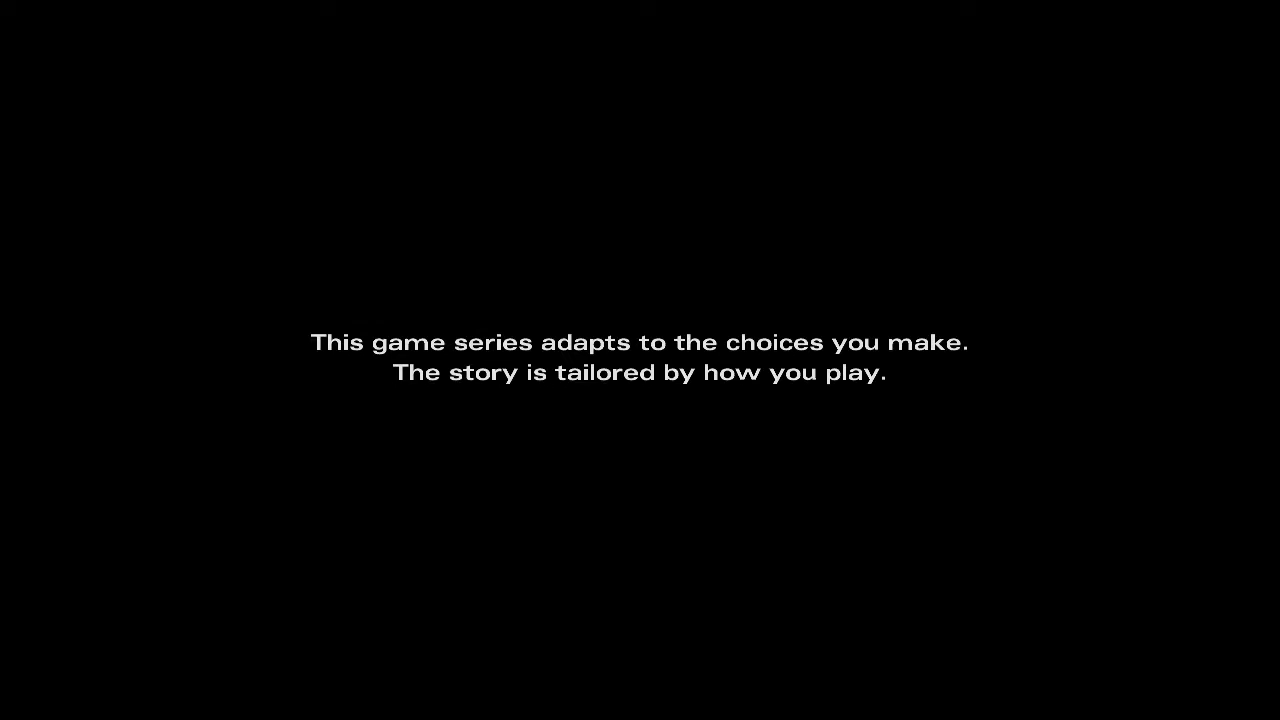 This game series adapts to the choices you make.
The story is tailored by how you play.